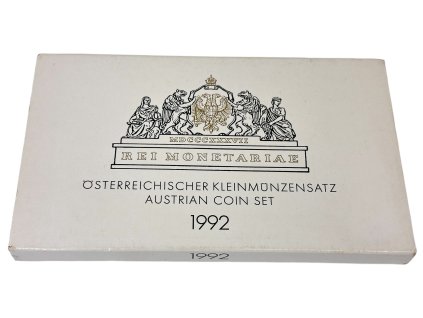 MDCCCXXXVII
REI MONETARIAE
ÖSTERREICHISCHER KLEINMÜNZENSATZ
AUSTRIAN COIN SET
1992
1992